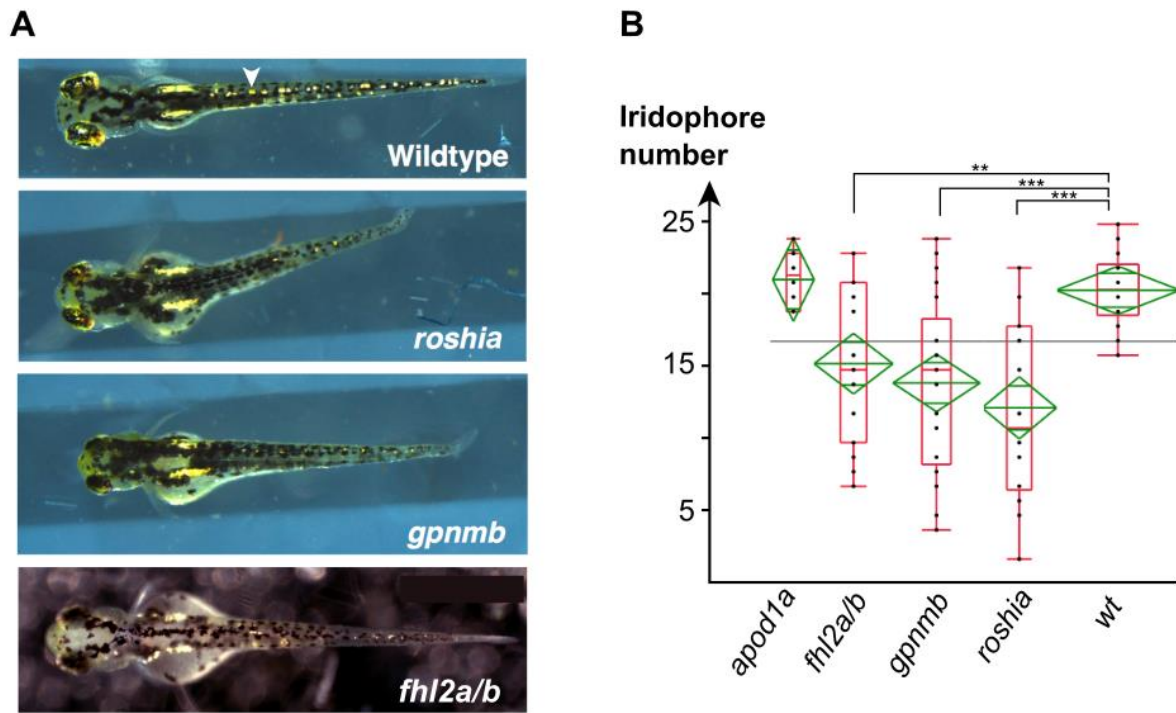 A
Wildtype
roshia
gpnmb
fhl2a/b
B
Iridophore
number
**
***
***
25
15
5
apod1a
fhl2a/b
gpnmb
roshia
wt